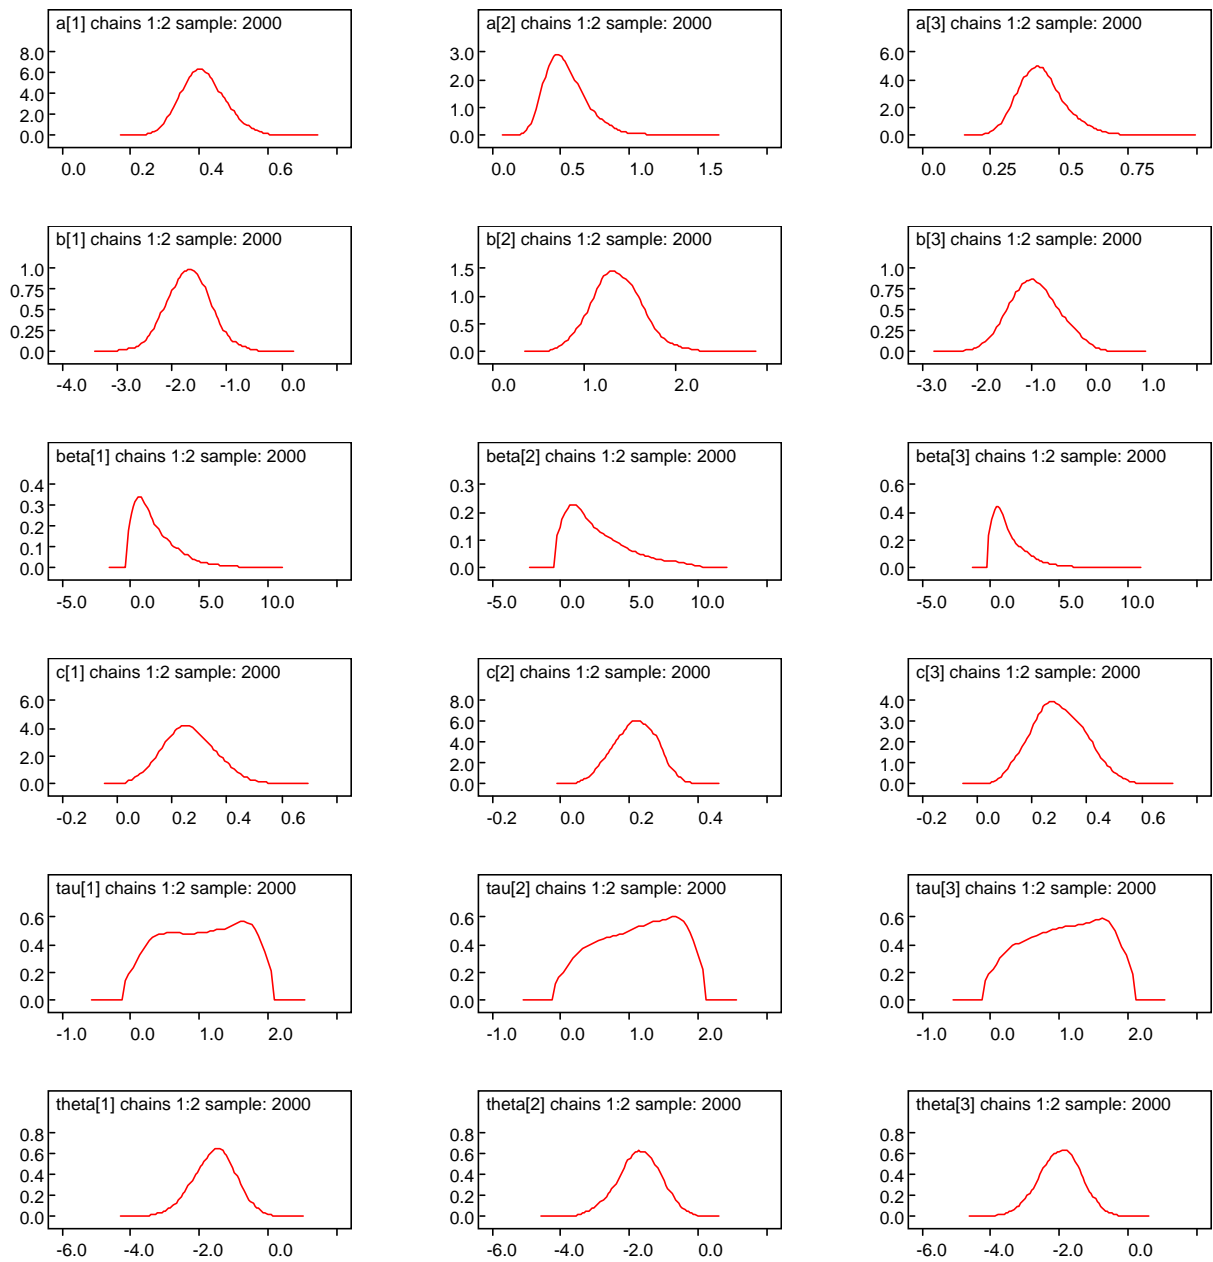 a[1] chains 1:2 sample: 2000
8.0
6.0
4.0
2.0
0.0
0.0 0.2 0.4 0.6
a[2] chains 1:2 sample: 2000
3.0
2.0
1.0
0.0
0.0 0.5 1.0 1.5
a[3] chains 1:2 sample: 2000
6.0
4.0
2.0
0.0
0.0 0.25 0.5 0.75
b[1] chains 1:2 sample: 2000
1.0
0.75
0.5
0.25
0.0
-4.0 -3.0 -2.0 -1.0 0.0
b[2] chains 1:2 sample: 2000
1.5
1.0
0.5
0.0
0.0 1.0 2.0
b[3] chains 1:2 sample: 2000
1.0
0.75
0.5
0.25
0.0
-3.0 -2.0 -1.0 0.0 1.0
beta[1] chains 1:2 sample: 2000
0.4
0.3
0.2
0.1
0.0
-5.0 0.0 5.0 10.0
beta[2] chains 1:2 sample: 2000
0.3
0.2
0.1
0.0
-5.0 0.0 5.0 10.0
beta[3] chains 1:2 sample: 2000
0.6
0.4
0.2
0.0
-5.0 0.0 5.0 10.0
c[1] chains 1:2 sample: 2000
6.0
4.0
2.0
0.0
-0.2 0.0 0.2 0.4 0.6
c[2] chains 1:2 sample: 2000
8.0
6.0
4.0
2.0
0.0
-0.2 0.0 0.2 0.4
c[3] chains 1:2 sample: 2000
4.0
3.0
2.0
1.0
0.0
-0.2 0.0 0.2 0.4 0.6
tau[1] chains 1:2 sample: 2000
0.6
0.4
0.2
0.0
-1.0 0.0 1.0 2.0
tau[2] chains 1:2 sample: 2000
0.6
0.4
0.2
0.0
-1.0 0.0 1.0 2.0
tau[3] chains 1:2 sample: 2000
0.6
0.4
0.2
0.0
-1.0 0.0 1.0 2.0
theta[1] chains 1:2 sample: 2000
0.8
0.6
0.4
0.2
0.0
-6.0 -4.0 -2.0 0.0
theta[2] chains 1:2 sample: 2000
0.8
0.6
0.4
0.2
0.0
-6.0 -4.0 -2.0 0.0
theta[3] chains 1:2 sample: 2000
0.8
0.6
0.4
0.2
0.0
-6.0 -4.0 -2.0 0.0